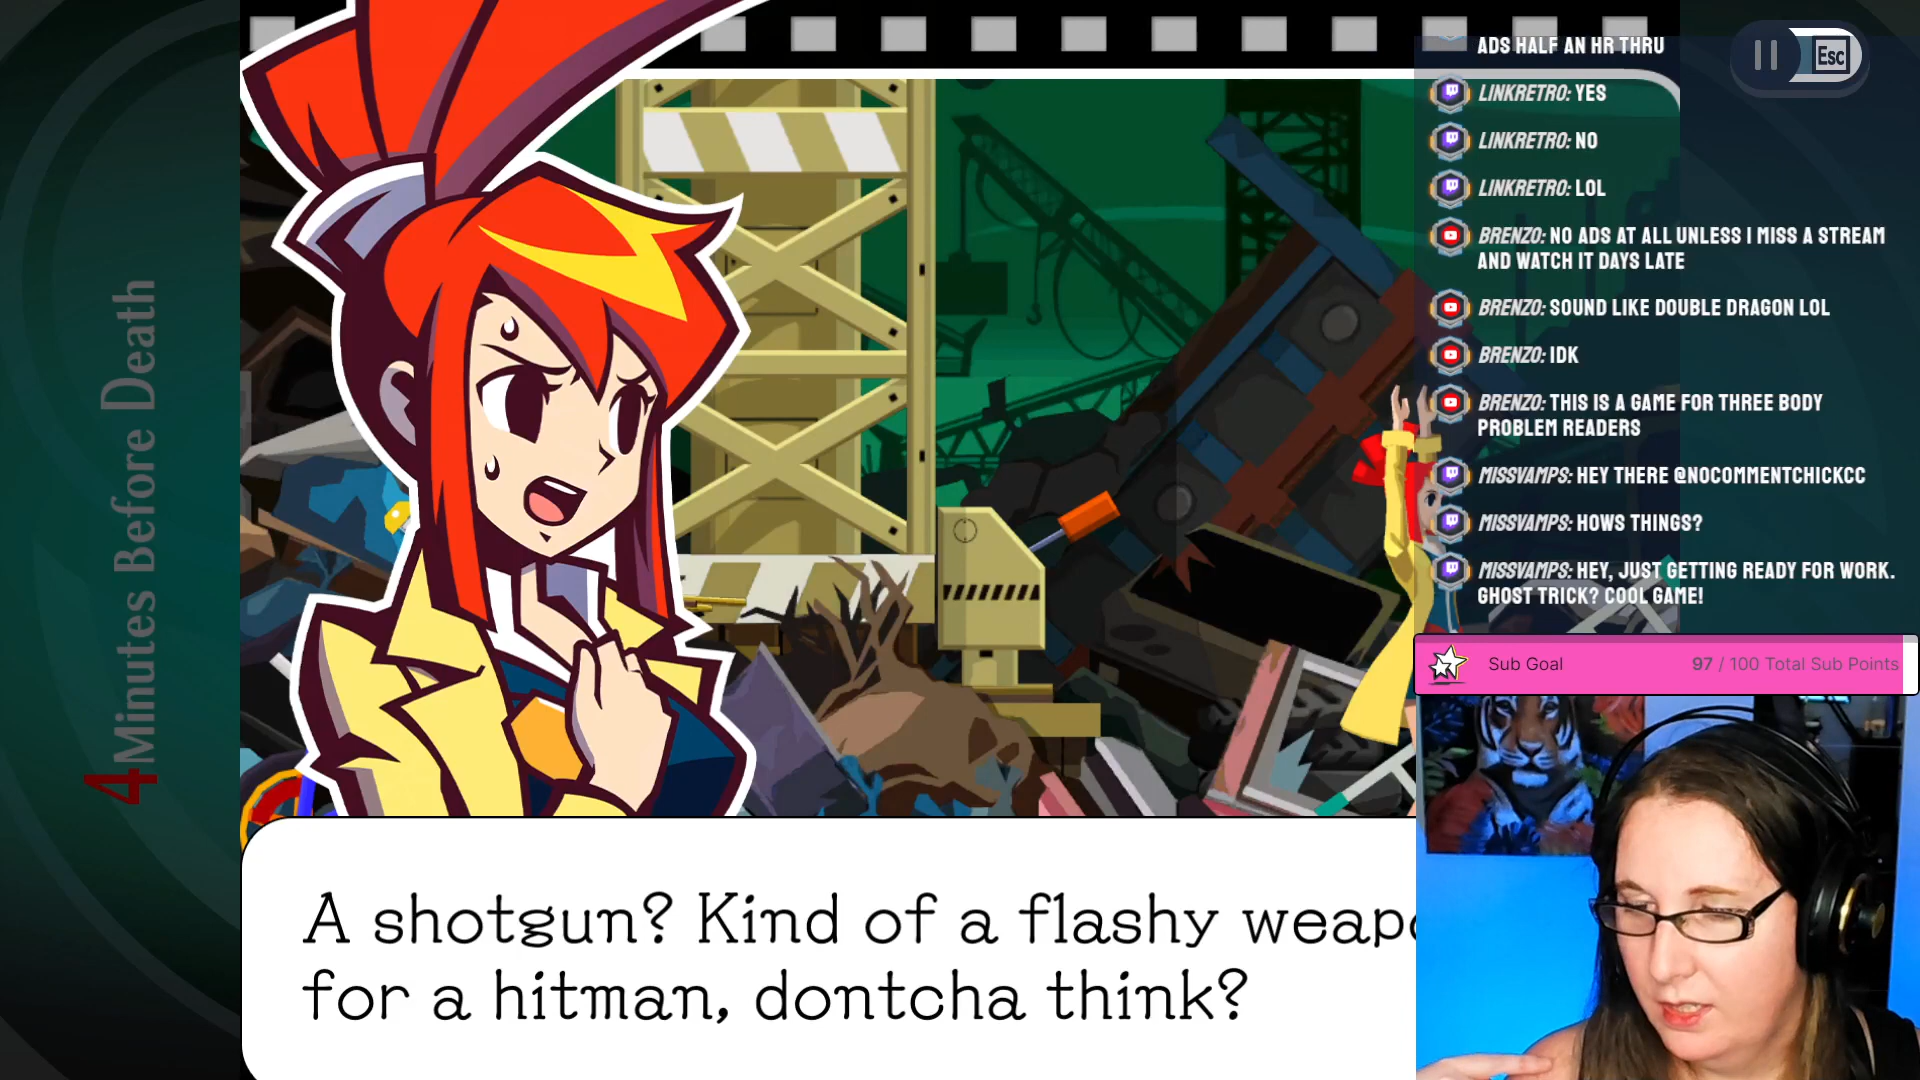 4 Minutes Before Death
Esc
ADS HALF AN HR THRU
LINKRETRO: YES
LINKRETRO: NO
LINKRETRO: LOL
BRENZO: NO ADS AT ALL UNLESS I MISS A STREAM
AND WATCH IT DAYS LATE
BRENZO: SOUND LIKE DOUBLE DRAGON LOL
BRENZO: IDK
BRENZO: THIS IS A GAME FOR THREE BODY
PROBLEM READERS
MISSVAMPS: HEY THERE @NOCOMMENTCHICKCC
MISSVAMPS: HOWS THINGS?
MISSVAMPS: HEY, JUST GETTING READY FOR WORK.
GHOST TRICK? COOL GAME!
Sub Goal 97 / 100 Total Sub Points
A shotgun? Kind of a flashy weapo
for a hitman, dontcha think?